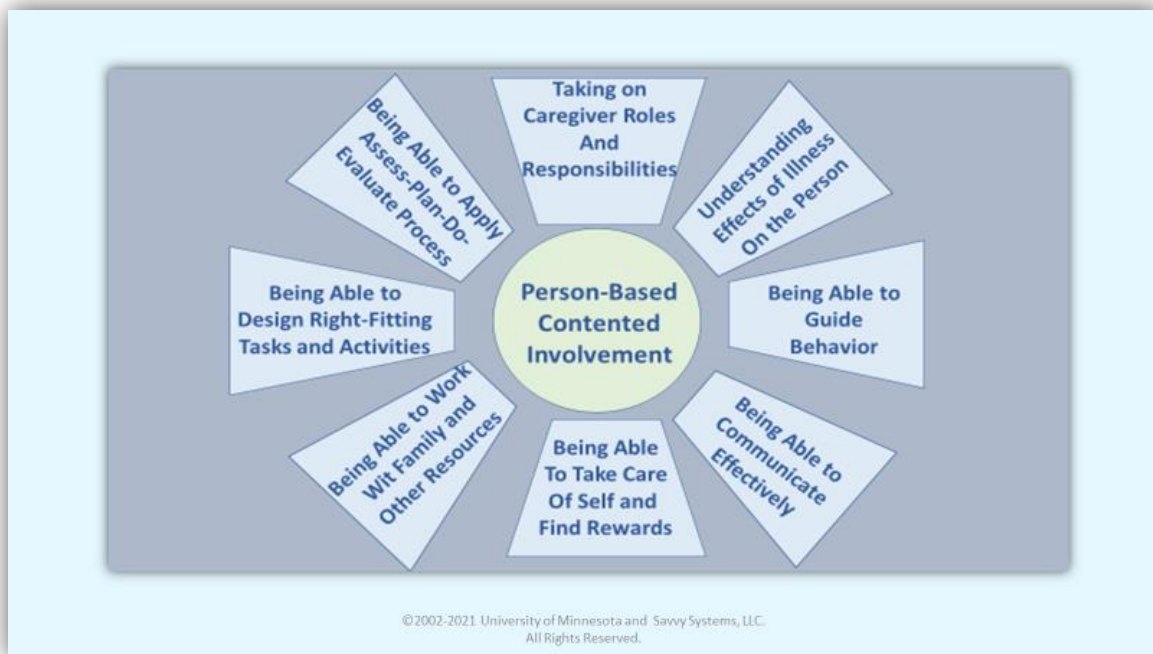 Taking on
Caregiver Roles
And
Responsibilities
Understanding
Effects of Illness
On the Person
Being Able to
Guide
Behavior
Being Able to
Communicate
Effectively
Being Able
To Take Care
Of Self and
Find Rewards
Being Able to Work
Wit Family and
Other Resources
Being Able to
Design Right-Fitting
Tasks and Activities
Being Able to Apply
Assess-Plan-Do-
Evaluate Process
Person-Based
Contented
Involvement
©2002-2021 University of Minnesota and Savvy Systems, LLC.
All Rights Reserved.